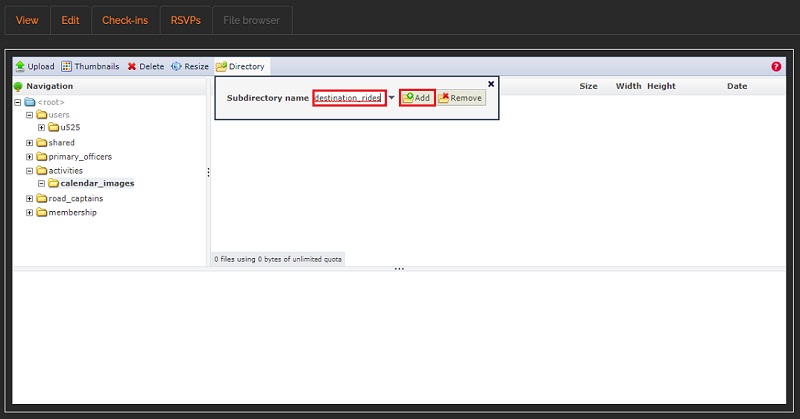 View Edit Check-ins RSVPs File browser
Upload Thumbnails Delete Resize Directory ?
Navigation Size Width Height Date
Subdirectory name destination_rides Add Remove
<root>
users
u525
shared
primary_officers
activities
calendar_images
road_captains
membership
0 files using 0 bytes of unlimited quota